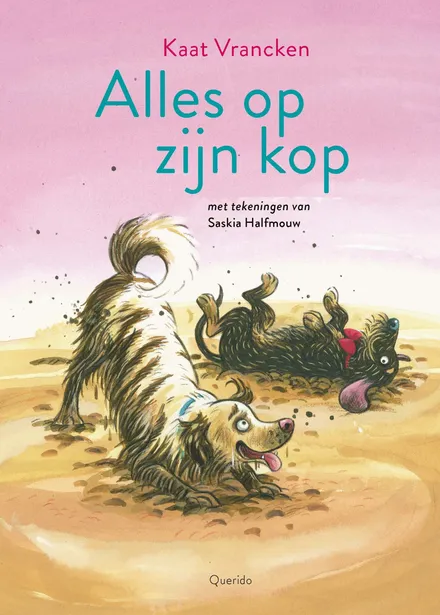 Kaat Vrancken
Alles op
zijn kop
met tekeningen van
Saskia Halfmouw
Querido